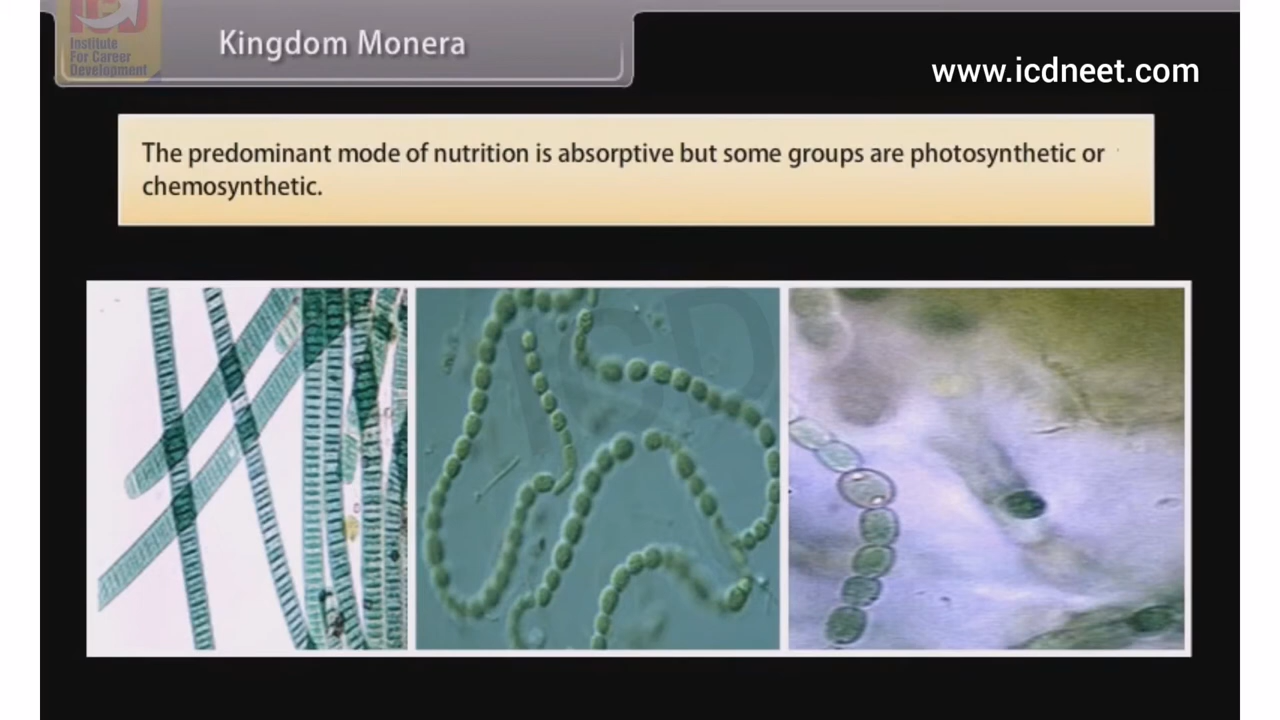 Institute
For Career
Development
Kingdom Monera
www.icdneet.com
The predominant mode of nutrition is absorptive but some groups are photosynthetic or
chemosynthetic.
ICD